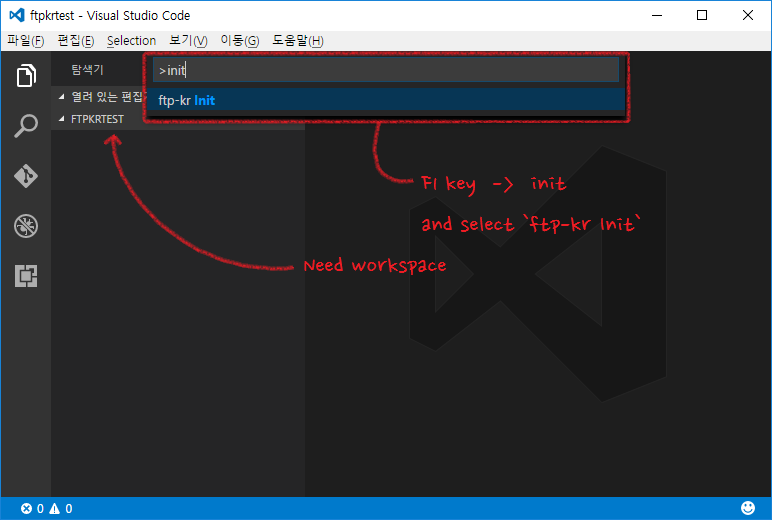 ftpkrtest - Visual Studio Code
파일(F) 편집(E) Selection 보기(V) 이동(G) 도움말(H)
탐색기
>init
열려 있는 편집
ftp-kr Init
FTPKRTEST
F1 key -> init
and select `ftp-kr Init`
Need workspace
0 0